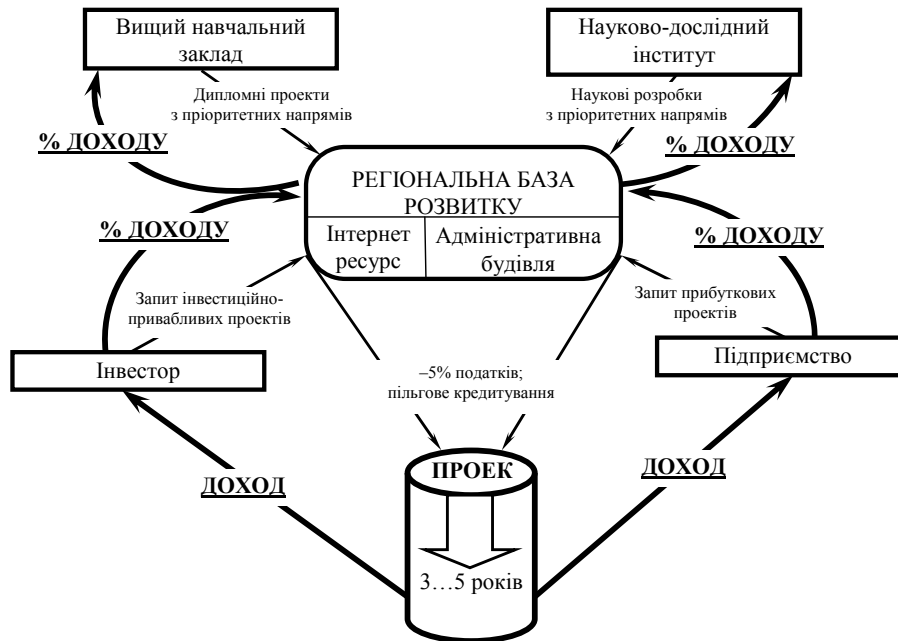 Вищий навчальний
заклад
Науково-дослідний
інститут
Дипломні проекти
з пріоритетних напрямів
Наукові розробки
з пріоритетних напрямів
% ДОХОДУ
% ДОХОДУ
РЕГІОНАЛЬНА БАЗА
РОЗВИТКУ
Інтернет
ресурс
Адміністративна
будівля
% ДОХОДУ
% ДОХОДУ
Запит інвестиційно-
привабливих проектів
Запит прибуткових
проектів
Інвестор
Підприємство
–5% податків;
пільгове кредитування
ПРОЕК
ДОХОД
ДОХОД
3…5 років